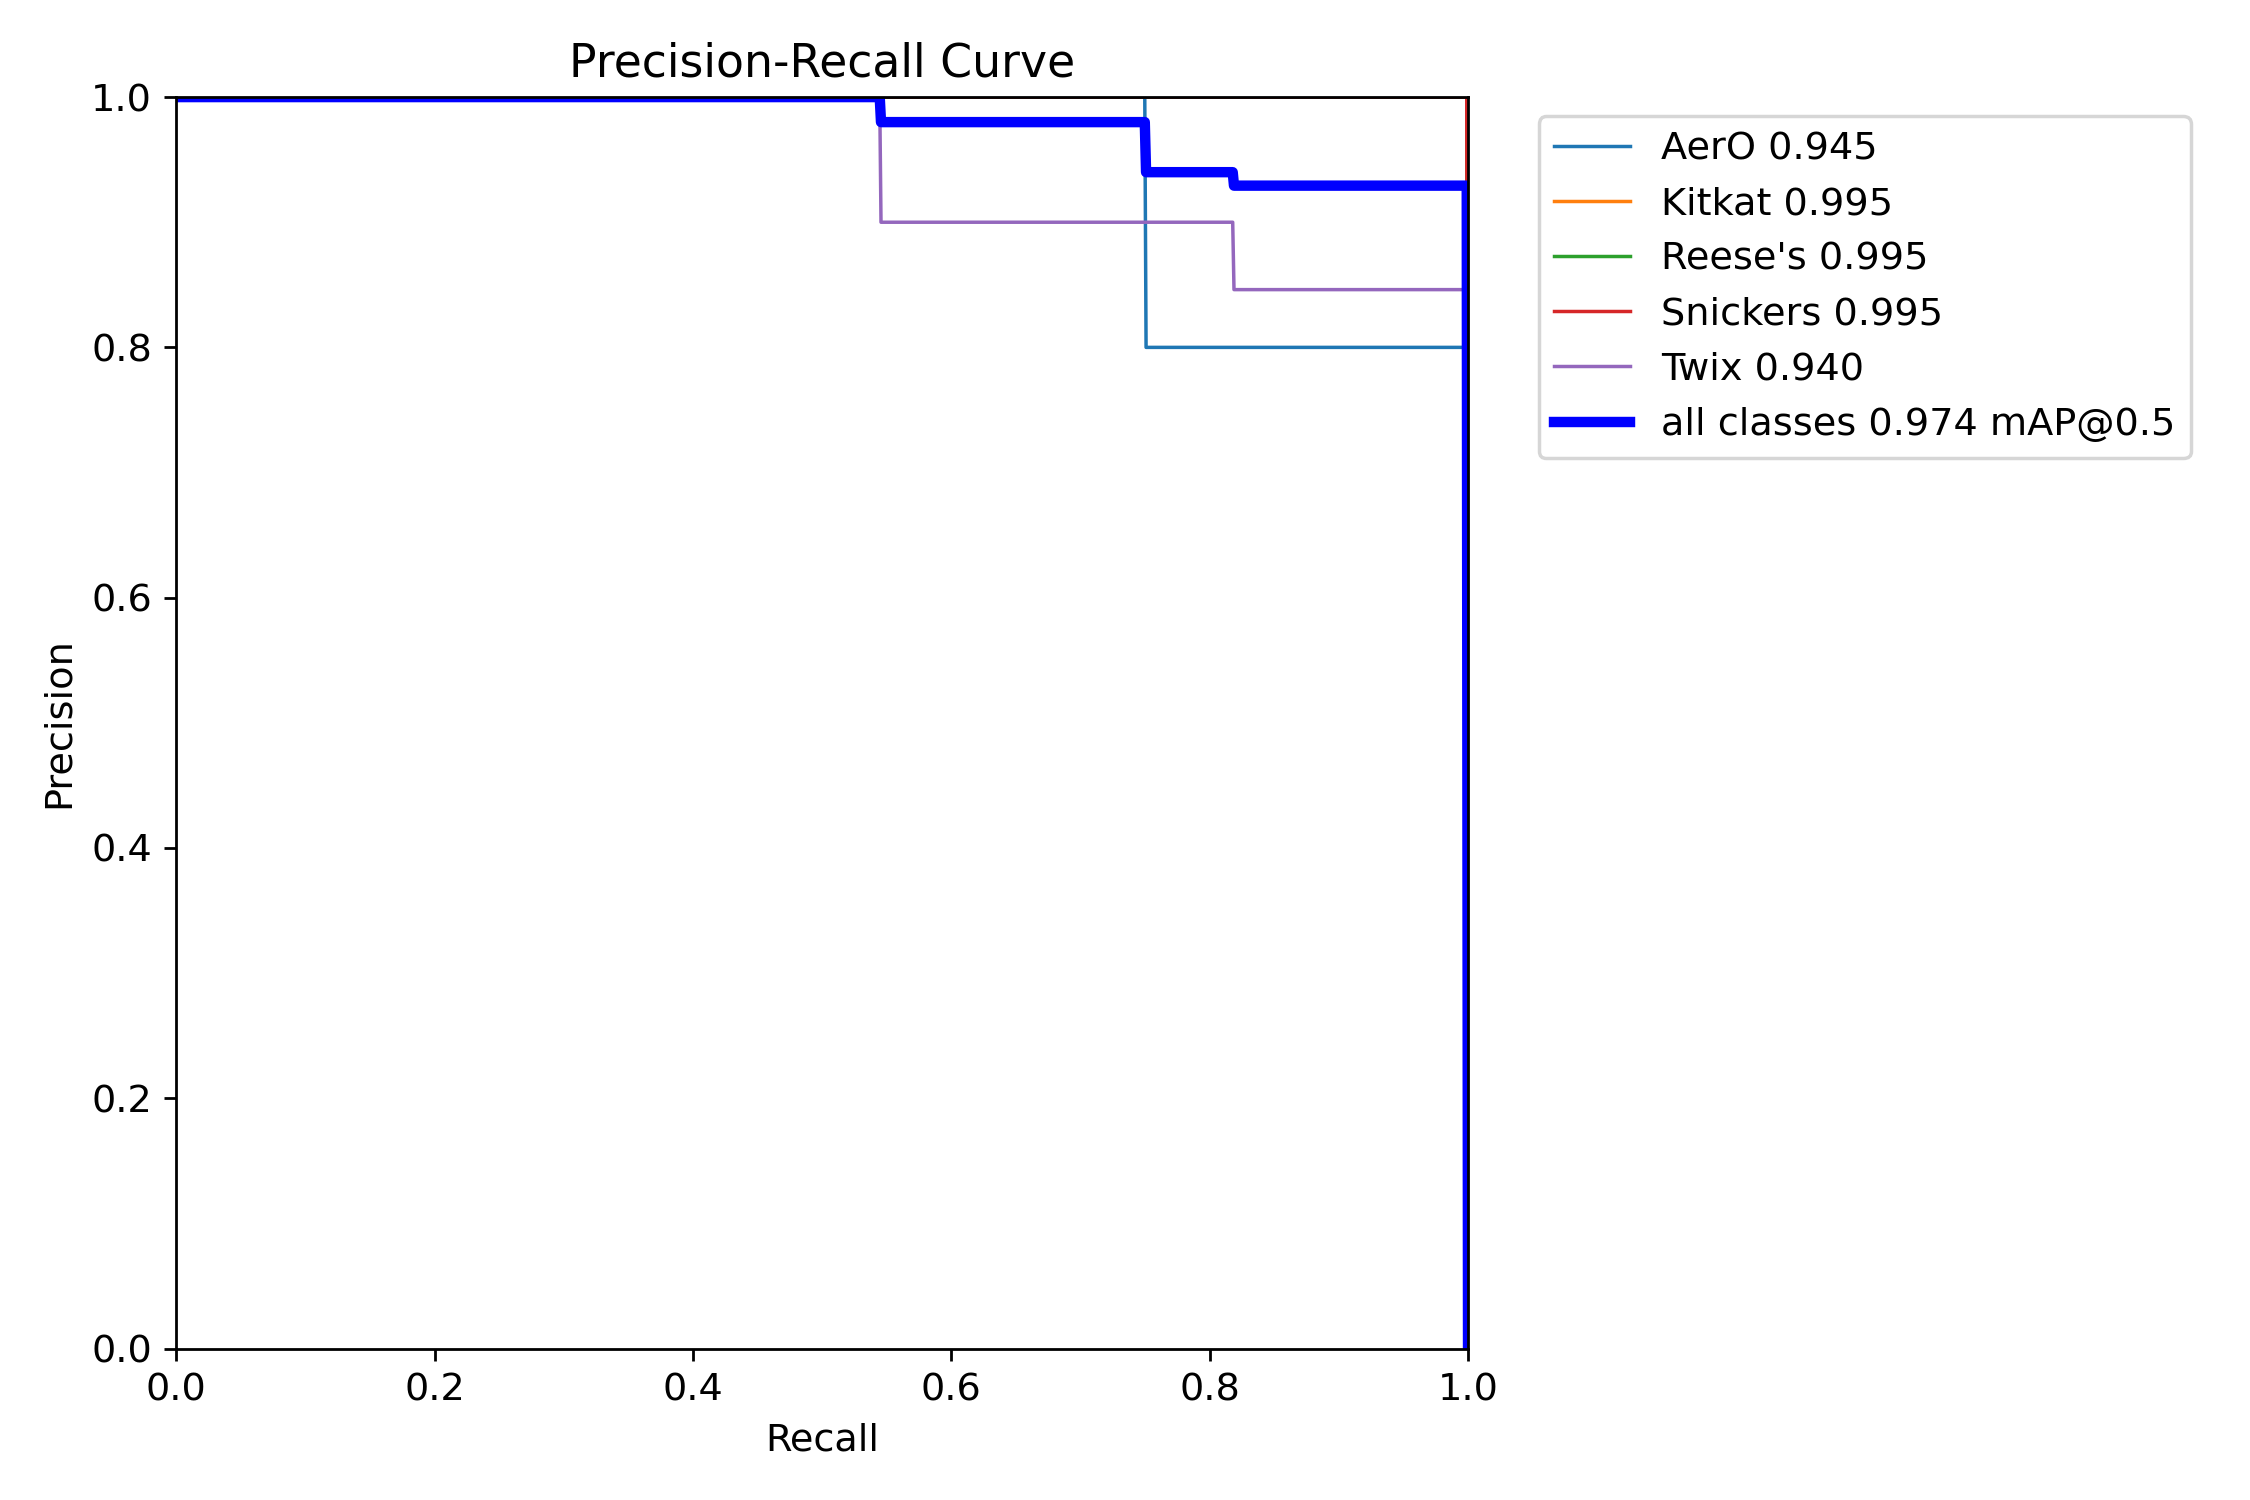 Precision-Recall Curve
1.0
0.8
0.6
0.4
0.2
0.0
Precision
0.0 0.2 0.4 0.6 0.8 1.0
Recall
AerO 0.945
Kitkat 0.995
Reese's 0.995
Snickers 0.995
Twix 0.940
all classes 0.974 mAP@0.5